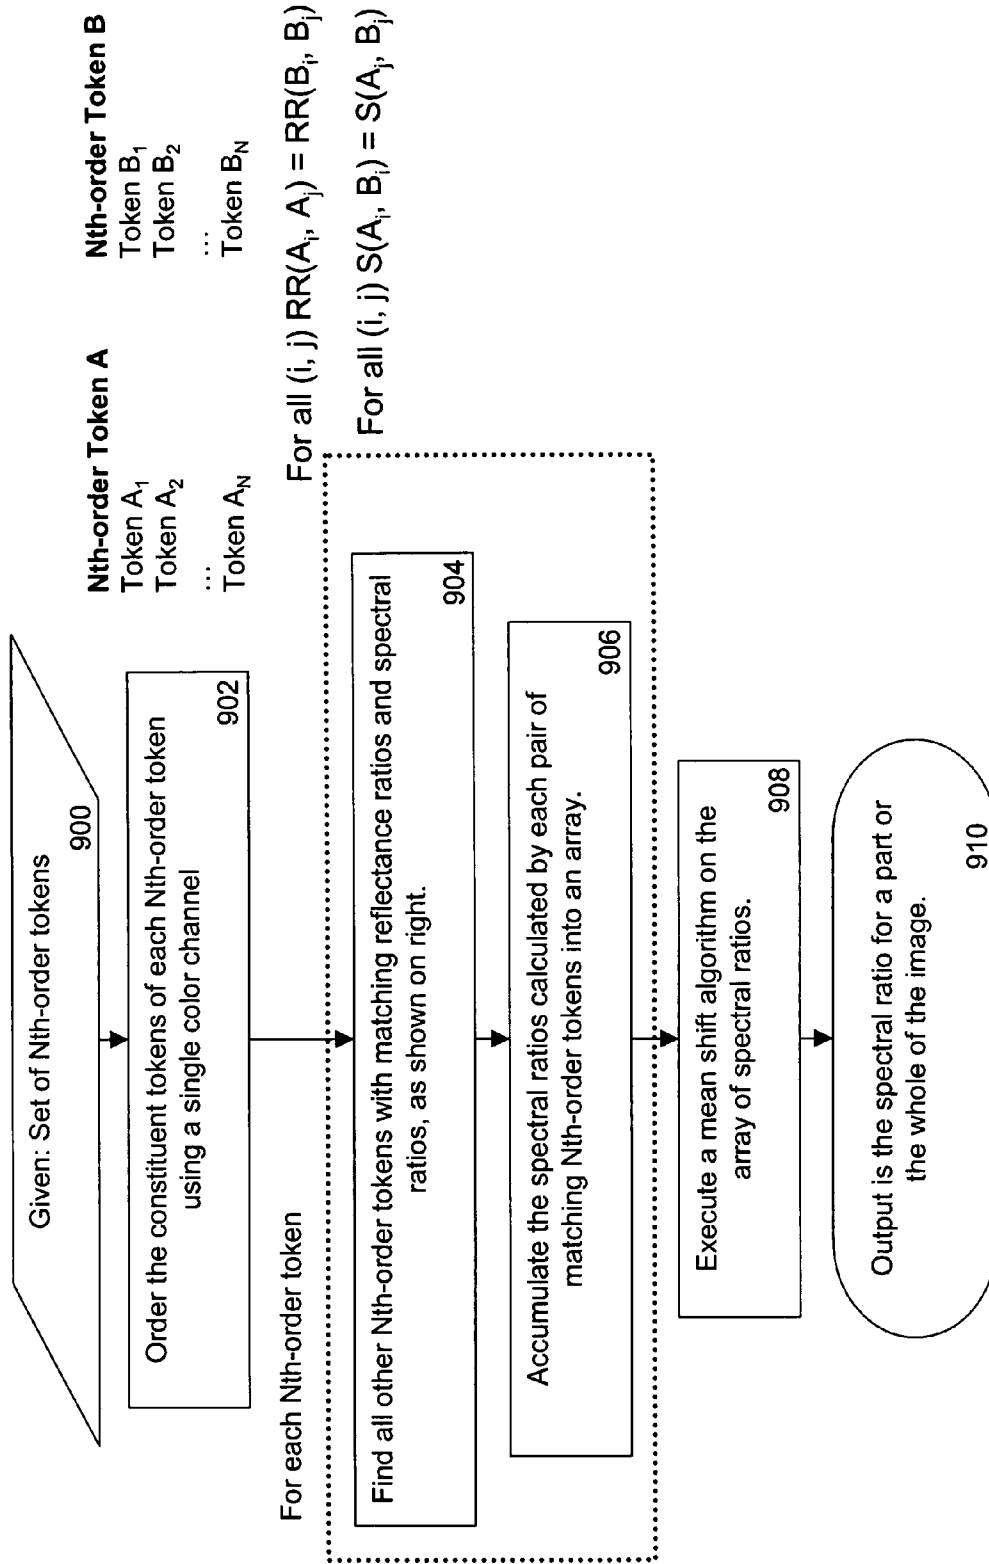 Given: Set of Nth-order tokens
900
Order the constituent tokens of each Nth-order token
using a single color channel
902
Nth-order Token A
Token A₁
Token A₂
...
Token A_N
Nth-order Token B
Token B₁
Token B₂
...
Token B_N
For each Nth-order token
For all (i, j) RR(Aᵢ, Aⱼ) = RR(Bᵢ, Bⱼ)
For all (i, j) S(Aᵢ, Bᵢ) = S(Aⱼ, Bⱼ)
Find all other Nth-order tokens with matching reflectance ratios and spectral
ratios, as shown on right.
904
Accumulate the spectral ratios calculated by each pair of
matching Nth-order tokens into an array.
906
Execute a mean shift algorithm on the
array of spectral ratios.
908
Output is the spectral ratio for a part or
the whole of the image.
910